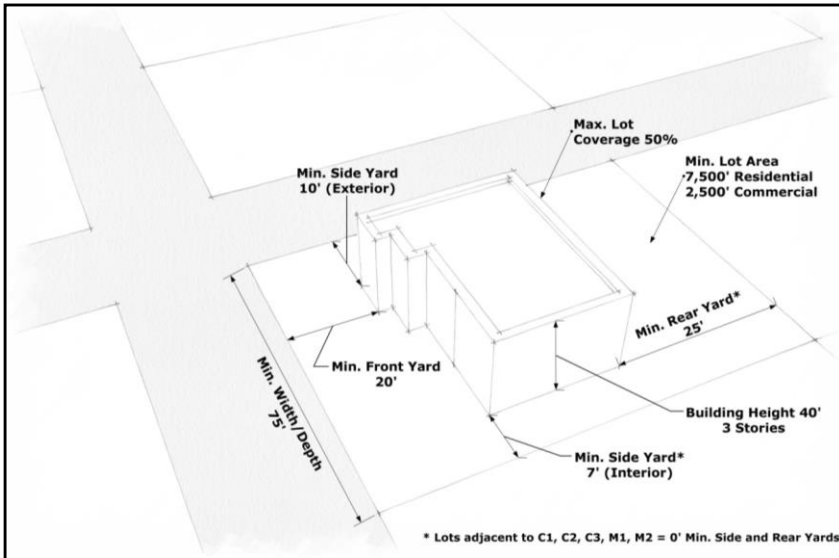 Max. Lot
Coverage 50%
Min. Lot Area
7,500' Residential
2,500' Commercial
Min. Side Yard
10' (Exterior)
Min. Rear Yard*
25'
Min. Front Yard
20'
Min. Width/Depth
75'
Building Height 40'
3 Stories
Min. Side Yard*
7' (Interior)
* Lots adjacent to C1, C2, C3, M1, M2 = 0' Min. Side and Rear Yards